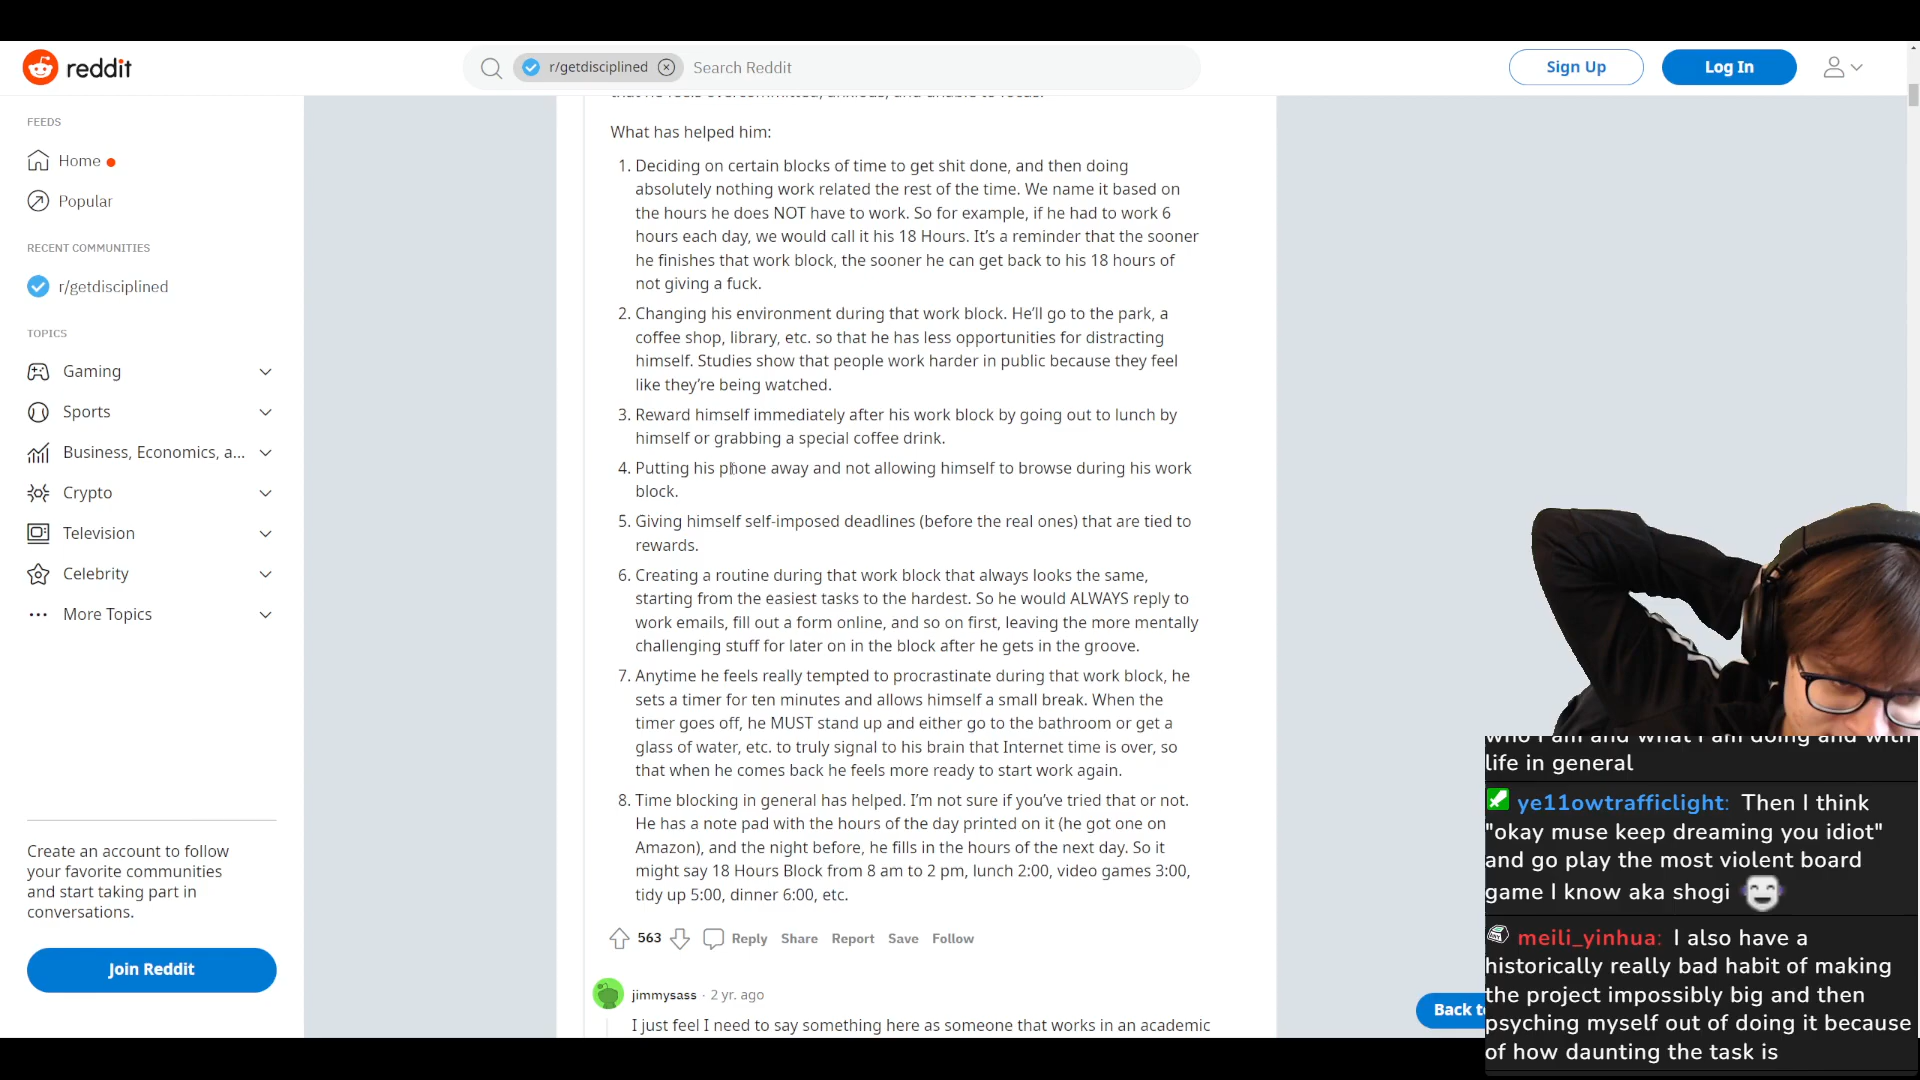 reddit
r/getdisciplined
Search Reddit
Sign Up
Log In
FEEDS
Home
Popular
RECENT COMMUNITIES
r/getdisciplined
TOPICS
Gaming
Sports
Business, Economics, a...
Crypto
Television
Celebrity
More Topics
Create an account to follow
your favorite communities
and start taking part in
conversations.
Join Reddit
that he feels overcommitted, anxious, and unable to focus.
What has helped him:
1. Deciding on certain blocks of time to get shit done, and then doing
absolutely nothing work related the rest of the time. We name it based on
the hours he does NOT have to work. So for example, if he had to work 6
hours each day, we would call it his 18 Hours. It's a reminder that the sooner
he finishes that work block, the sooner he can get back to his 18 hours of
not giving a fuck.
2. Changing his environment during that work block. He'll go to the park, a
coffee shop, library, etc. so that he has less opportunities for distracting
himself. Studies show that people work harder in public because they feel
like they're being watched.
3. Reward himself immediately after his work block by going out to lunch by
himself or grabbing a special coffee drink.
4. Putting his phone away and not allowing himself to browse during his work
block.
5. Giving himself self-imposed deadlines (before the real ones) that are tied to
rewards.
6. Creating a routine during that work block that always looks the same,
starting from the easiest tasks to the hardest. So he would ALWAYS reply to
work emails, fill out a form online, and so on first, leaving the more mentally
challenging stuff for later on in the block after he gets in the groove.
7. Anytime he feels really tempted to procrastinate during that work block, he
sets a timer for ten minutes and allows himself a small break. When the
timer goes off, he MUST stand up and either go to the bathroom or get a
glass of water, etc. to truly signal to his brain that Internet time is over, so
that when he comes back he feels more ready to start work again.
8. Time blocking in general has helped. I'm not sure if you've tried that or not.
He has a note pad with the hours of the day printed on it (he got one on
Amazon), and the night before, he fills in the hours of the next day. So it
might say 18 Hours Block from 8 am to 2 pm, lunch 2:00, video games 3:00,
tidy up 5:00, dinner 6:00, etc.
563 Reply Share Report Save Follow
jimmysass · 2 yr. ago
I just feel I need to say something here as someone that works in an academic
Back to
who I am and what I am doing and with
life in general
ye11owtrafficlight: Then I think
"okay muse keep dreaming you idiot"
and go play the most violent board
game I know aka shogi
meili_yinhua: I also have a
historically really bad habit of making
the project impossibly big and then
psyching myself out of doing it because
of how daunting the task is